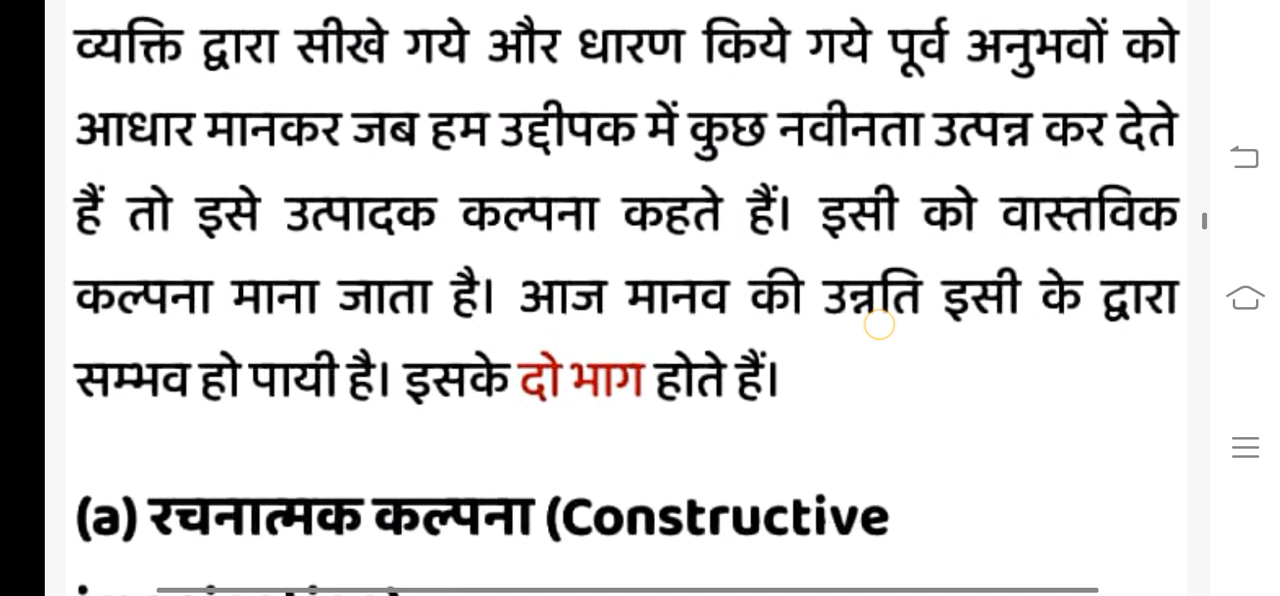 व्यक्ति द्वारा सीखे गये और धारण किये गये पूर्व अनुभवों को
आधार मानकर जब हम उद्दीपक में कुछ नवीनता उत्पन्न कर देते
हैं तो इसे उत्पादक कल्पना कहते हैं। इसी को वास्तविक
कल्पना माना जाता है। आज मानव की उन्नति इसी के द्वारा
सम्भव हो पायी है। इसके दो भाग होते हैं।
(a) रचनात्मक कल्पना (Constructive